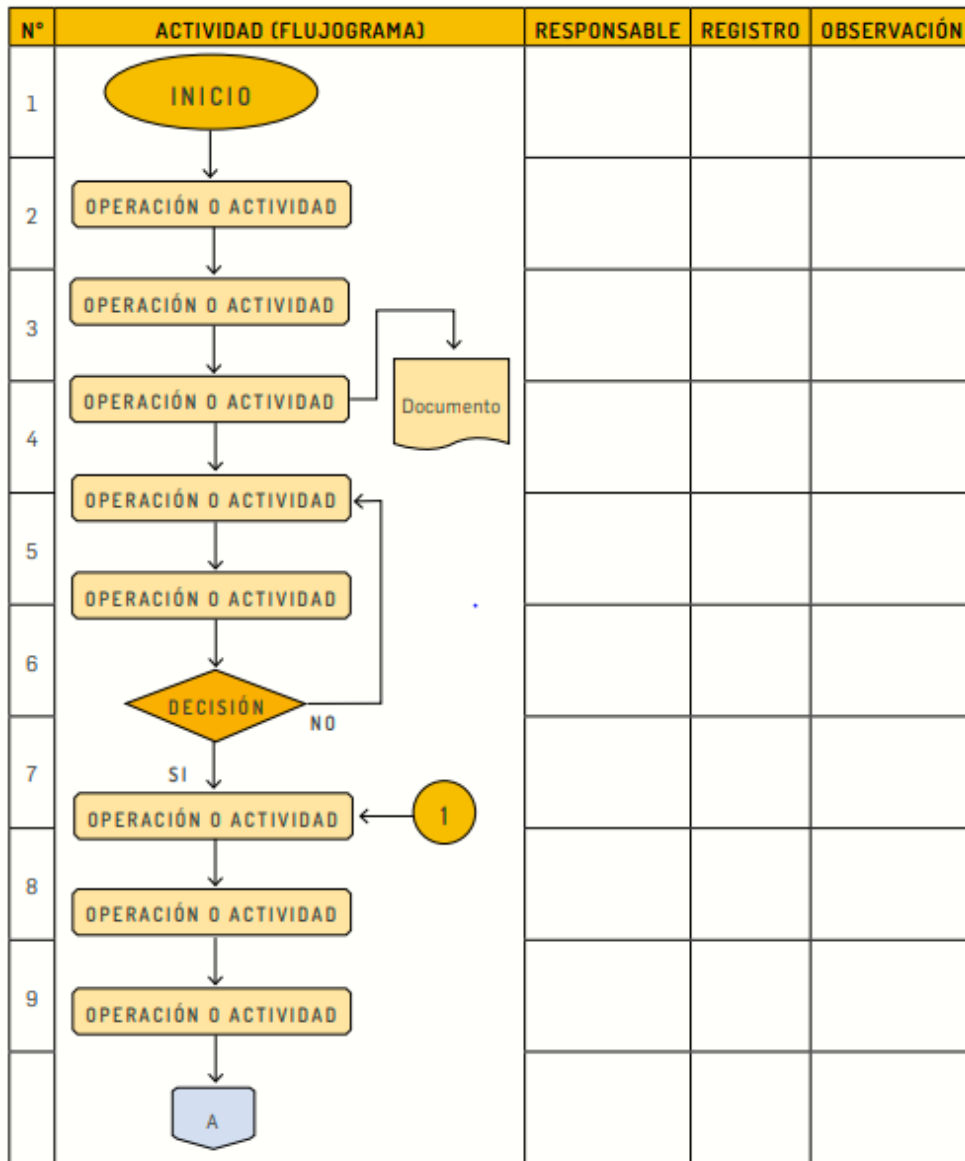 N° ACTIVIDAD (FLUJOGRAMA) RESPONSABLE REGISTRO OBSERVACIÓN
1 INICIO
2 OPERACIÓN O ACTIVIDAD
3 OPERACIÓN O ACTIVIDAD
OPERACIÓN O ACTIVIDAD Documento
4
OPERACIÓN O ACTIVIDAD
5
OPERACIÓN O ACTIVIDAD
6
DECISIÓN NO
7 SI
OPERACIÓN O ACTIVIDAD 1
8
OPERACIÓN O ACTIVIDAD
9
OPERACIÓN O ACTIVIDAD
A